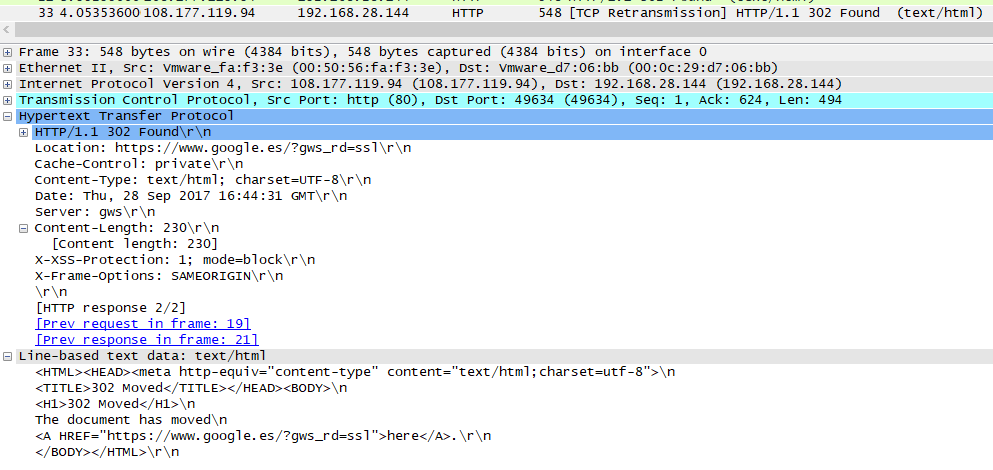 33 4.05353600 108.177.119.94 192.168.28.144 HTTP 548 [TCP Retransmission] HTTP/1.1 302 Found (text/html)
Frame 33: 548 bytes on wire (4384 bits), 548 bytes captured (4384 bits) on interface 0
Ethernet II, Src: Vmware_fa:f3:3e (00:50:56:fa:f3:3e), Dst: Vmware_d7:06:bb (00:0c:29:d7:06:bb)
Internet Protocol Version 4, Src: 108.177.119.94 (108.177.119.94), Dst: 192.168.28.144 (192.168.28.144)
Transmission Control Protocol, Src Port: http (80), Dst Port: 49634 (49634), Seq: 1, Ack: 624, Len: 494
Hypertext Transfer Protocol
HTTP/1.1 302 Found\r\n
Location: https://www.google.es/?gws_rd=ssl\r\n
Cache-Control: private\r\n
Content-Type: text/html; charset=UTF-8\r\n
Date: Thu, 28 Sep 2017 16:44:31 GMT\r\n
Server: gws\r\n
Content-Length: 230\r\n
[Content length: 230]
X-XSS-Protection: 1; mode=block\r\n
X-Frame-Options: SAMEORIGIN\r\n
\r\n
[HTTP response 2/2]
[Prev request in frame: 19]
[Prev response in frame: 21]
Line-based text data: text/html
<HTML><HEAD><meta http-equiv="content-type" content="text/html;charset=utf-8">\n
<TITLE>302 Moved</TITLE></HEAD><BODY>\n
<H1>302 Moved</H1>\n
The document has moved\n
<A HREF="https://www.google.es/?gws_rd=ssl">here</A>.\r\n
</BODY></HTML>\r\n